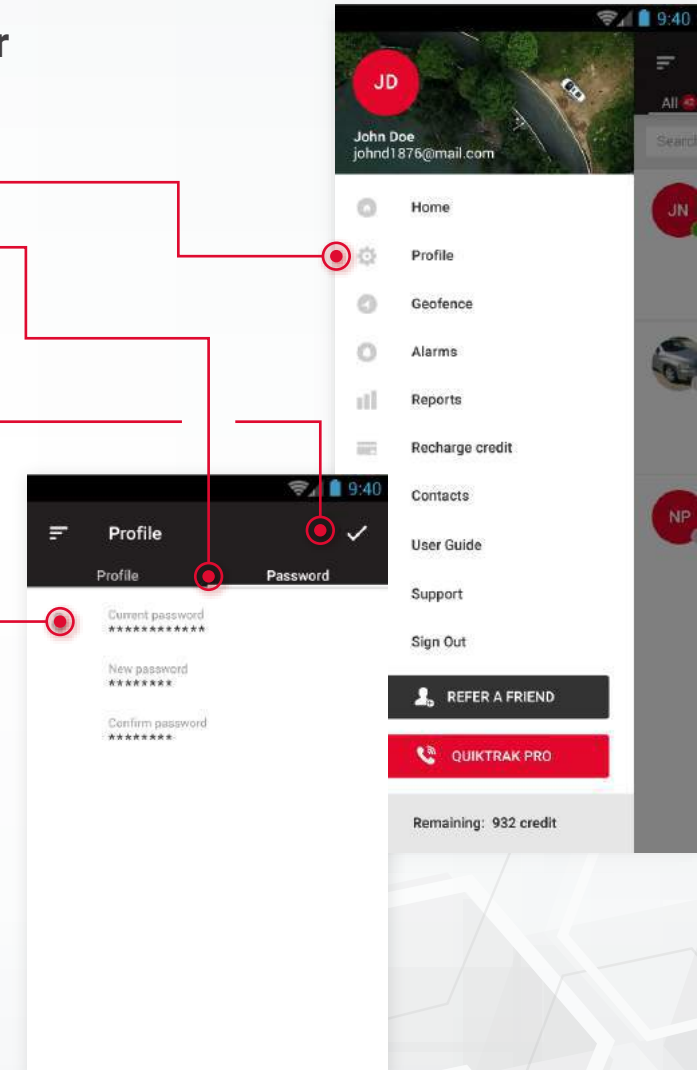 r
9:40
JD
John Doe
johnd1876@mail.com
All
Search
Home
JN
Profile
Geofence
Alarms
Reports
Recharge credit
9:40
Contacts
Profile
NP
User Guide
Profile Password
Support
Current password
************
Sign Out
New password
********
REFER A FRIEND
Confirm password
********
QUIKTRAK PRO
Remaining: 932 credit